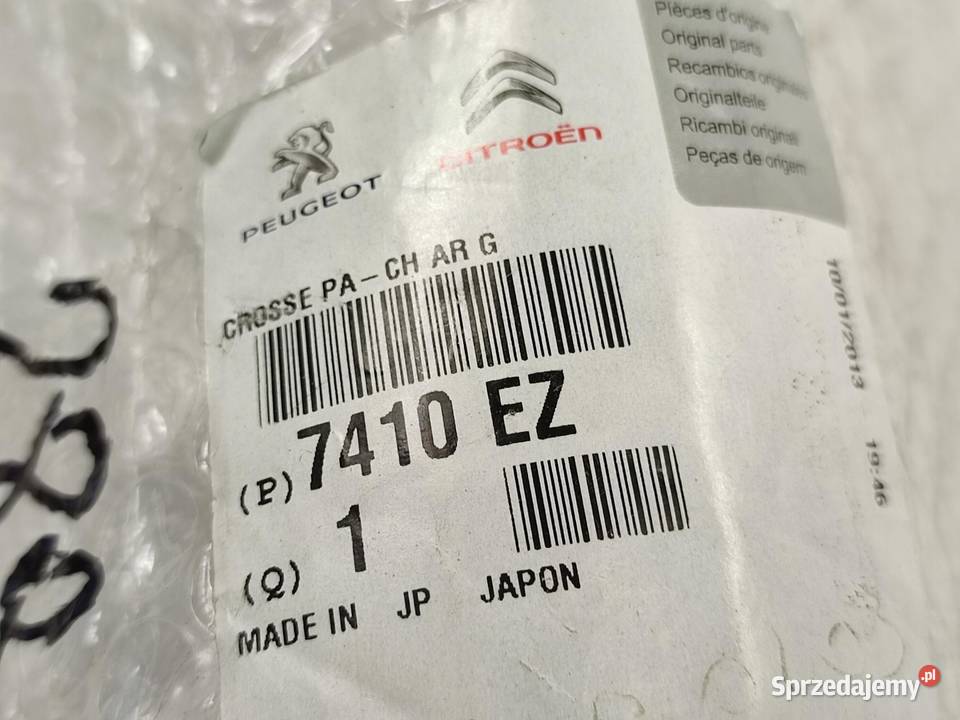 Pièces d'origine
Original parts
Recambios originales
Originalteile
Ricambi originali
Peças de origem
PEUGEOT
CITROËN
CROSSE PA-CH AR G
(P) 7410 EZ
(Q) 1
MADE IN JP JAPON
10/01/2013 19:46
Sprzedajemy.pl